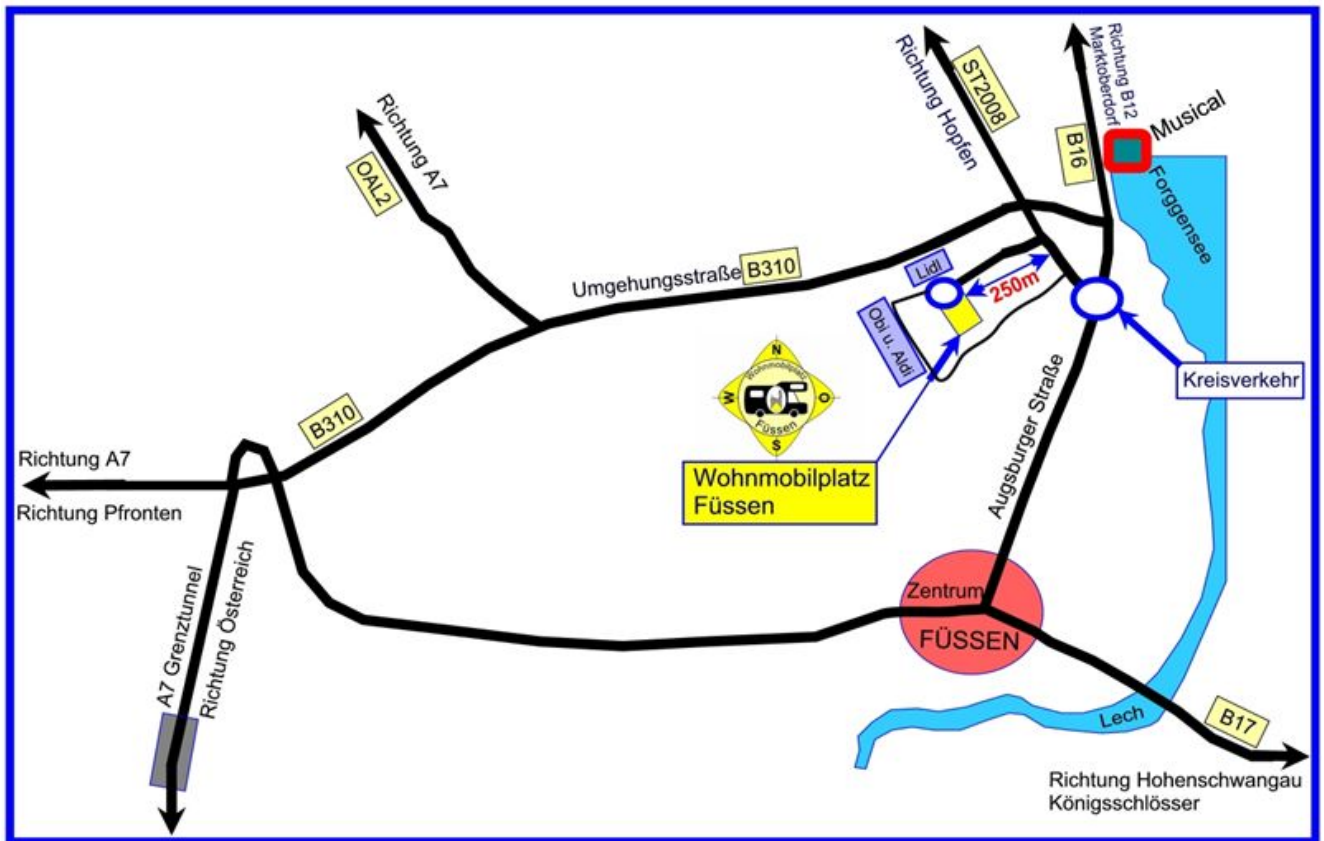 Richtung Hopfen
ST2008
Richtung B12
Marktoberdorf
B16
Musical
Forggensee
Richtung A7
OAL2
Umgehungsstraße
B310
Lidl
250m
Obi u. Aldi
Kreisverkehr
N
Wohnmobilplatz
W
O
Füssen
S
Wohnmobilplatz
Füssen
Augsburger Straße
B310
Richtung A7
Richtung Pfronten
A7 Grenztunnel
Richtung Österreich
Zentrum
FÜSSEN
Lech
B17
Richtung Hohenschwangau
Königsschlösser